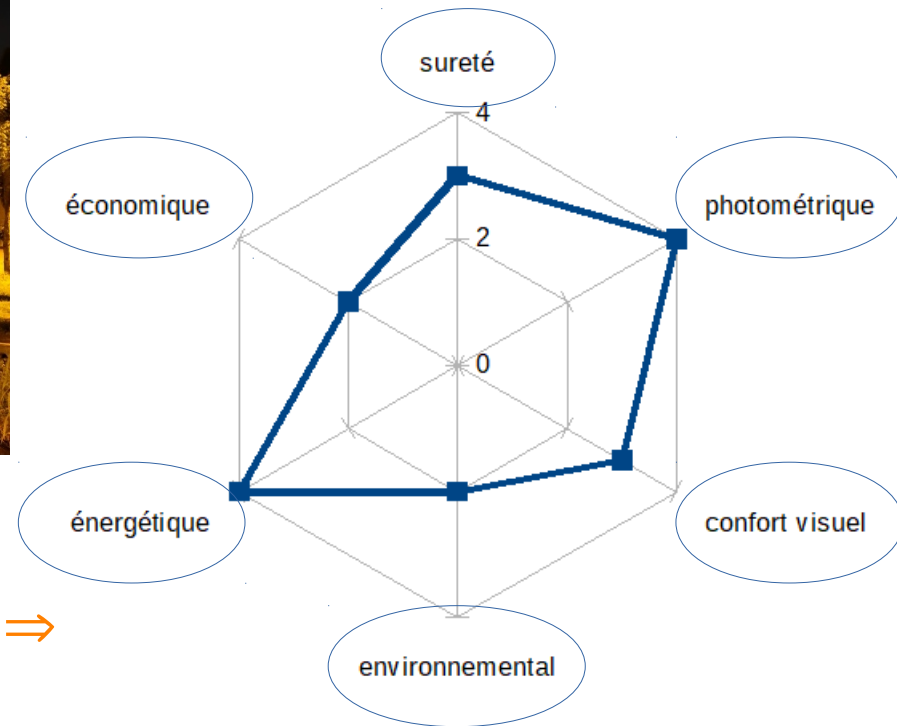 sureté
4
économique
photométrique
2
0
énergétique
confort visuel
⇒
environnemental